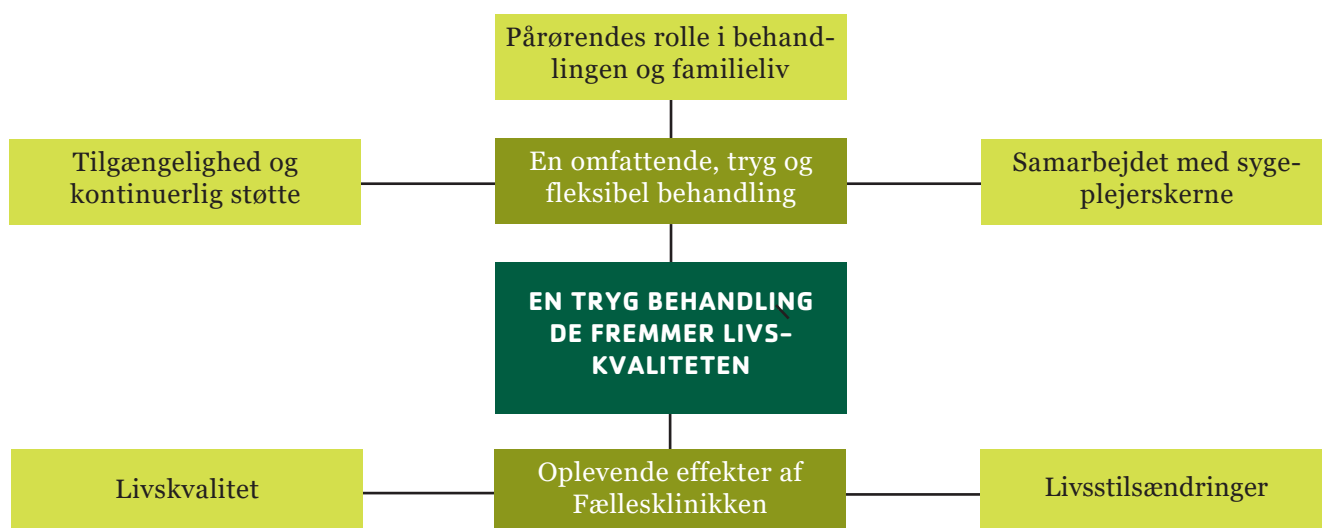 Pårørendes rolle i behand-
lingen og familieliv
Tilgængelighed og
kontinuerlig støtte
En omfattende, tryg og
fleksibel behandling
Samarbejdet med syge-
plejerskerne
EN TRYG BEHANDLING
DE FREMMER LIVS-
KVALITETEN
Livskvalitet
Oplevende effekter af
Fællesklinikken
Livsstilsændringer